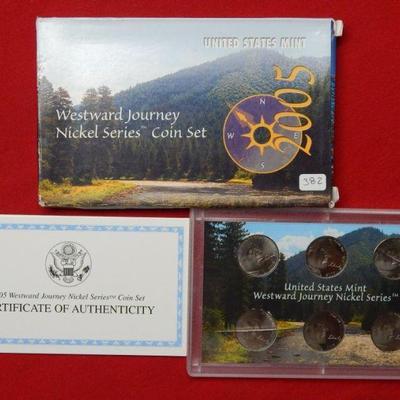 UNITED STATES MINT
Westward Journey
Nickel Series™ Coin Set
2005
N
W
E
S
382
05 Westward Journey Nickel Series™ Coin Set
ERTIFICATE OF AUTHENTICITY
United States Mint
Westward Journey Nickel Series™